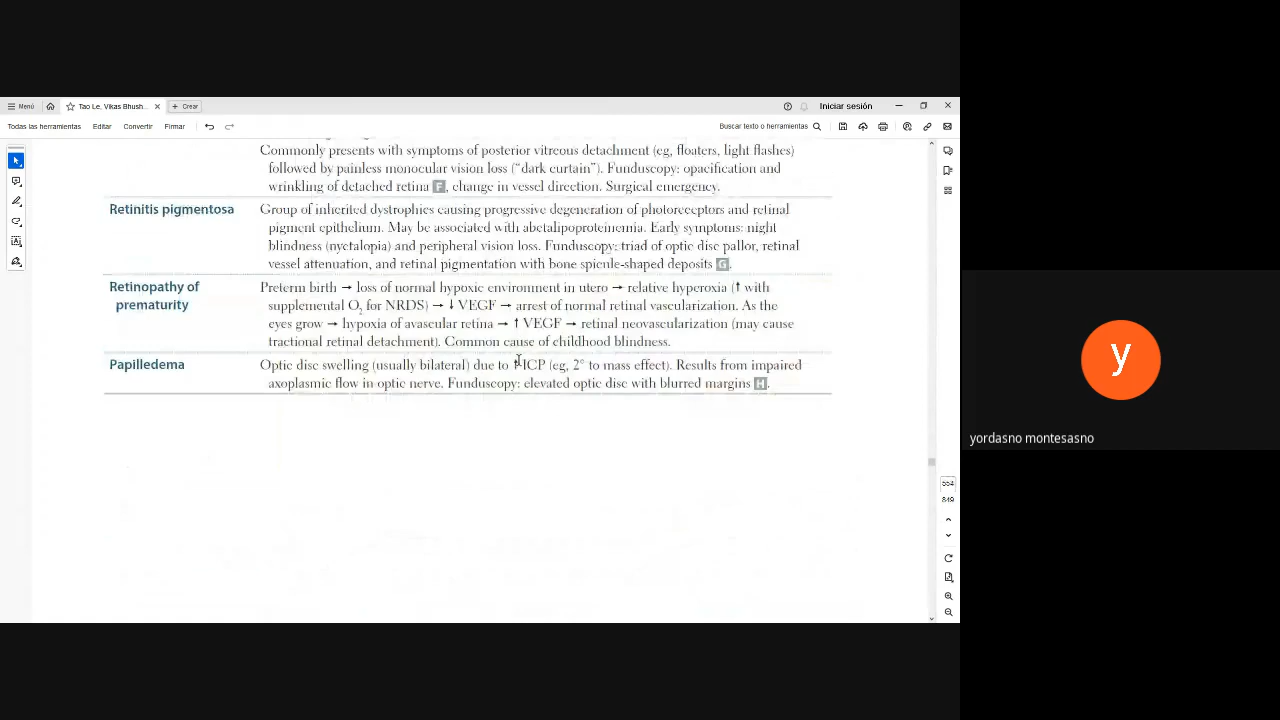 Menú
Tao Le, Vikas Bhush...
Crear
Iniciar sesión
Todas las herramientas Editar Convertir Firmar
Buscar texto o herramientas
Commonly presents with symptoms of posterior vitreous detachment (eg, floaters, light flashes)
followed by painless monocular vision loss (“dark curtain”). Funduscopy: opacification and
wrinkling of detached retina F, change in vessel direction. Surgical emergency.
Retinitis pigmentosa
Group of inherited dystrophies causing progressive degeneration of photoreceptors and retinal
pigment epithelium. May be associated with abetalipoproteinemia. Early symptoms: night
blindness (nyctalopia) and peripheral vision loss. Funduscopy: triad of optic disc pallor, retinal
vessel attenuation, and retinal pigmentation with bone spicule-shaped deposits G.
Retinopathy of
prematurity
Preterm birth → loss of normal hypoxic environment in utero → relative hyperoxia (↑ with
supplemental O₂ for NRDS) → ↓ VEGF → arrest of normal retinal vascularization. As the
eyes grow → hypoxia of avascular retina → ↑ VEGF → retinal neovascularization (may cause
tractional retinal detachment). Common cause of childhood blindness.
Papilledema
Optic disc swelling (usually bilateral) due to ↑ ICP (eg, 2° to mass effect). Results from impaired
axoplasmic flow in optic nerve. Funduscopy: elevated optic disc with blurred margins H.
554
849
y
yordasno montesasno